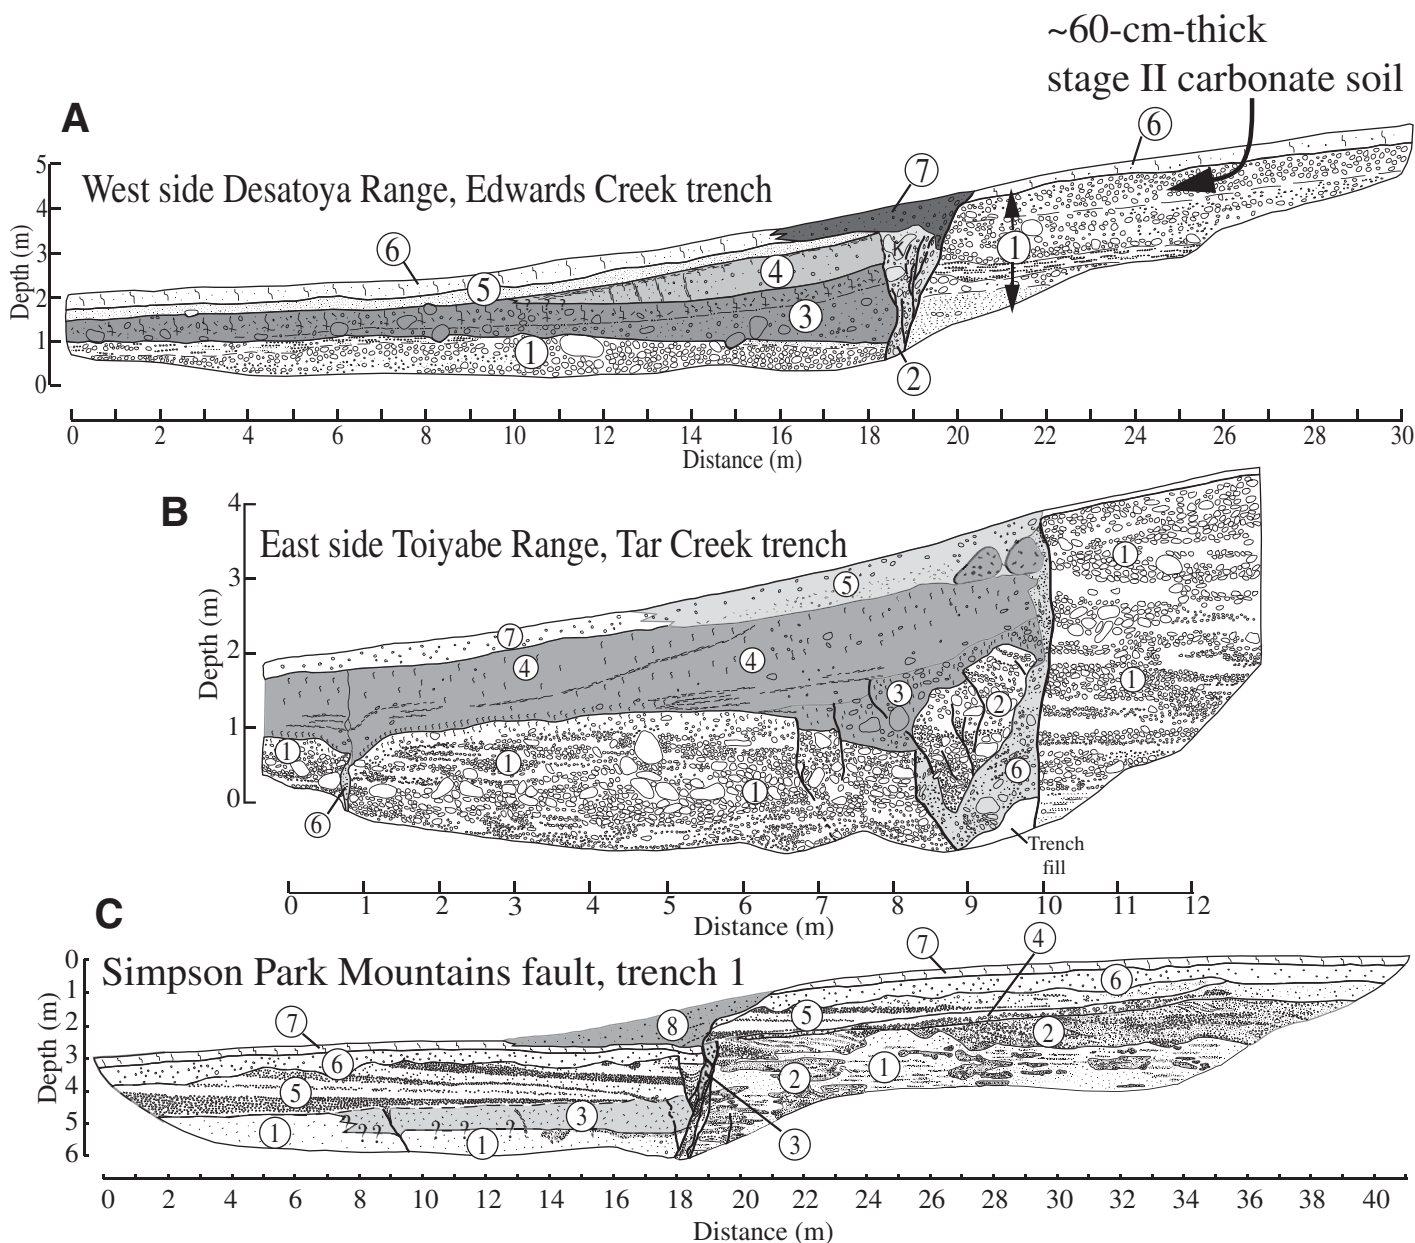 ~60-cm-thick
stage II carbonate soil
A
6
5
West side Desatoya Range, Edwards Creek trench
7
4
6
1
3
Depth (m)
4
5
2
3
1
1
0
2
0 2 4 6 8 10 12 14 16 18 20 22 24 26 28 30
Distance (m)
B
4
East side Toiyabe Range, Tar Creek trench
1
5
3
7
4
4
Depth (m)
2
1
3
2
1
1
1
6
1
0
6
Trench
fill
0 1 2 3 4 5 6 7 8 9 10 11 12
Distance (m)
C
7
4
0
Simpson Park Mountains fault, trench 1
6
1
7
8
5
2
2
Depth (m)
3
6
1
2
4
5
3
5
1
? ? ? ? ?
1
3
6
0 2 4 6 8 10 12 14 16 18 20 22 24 26 28 30 32 34 36 38 40
Distance (m)